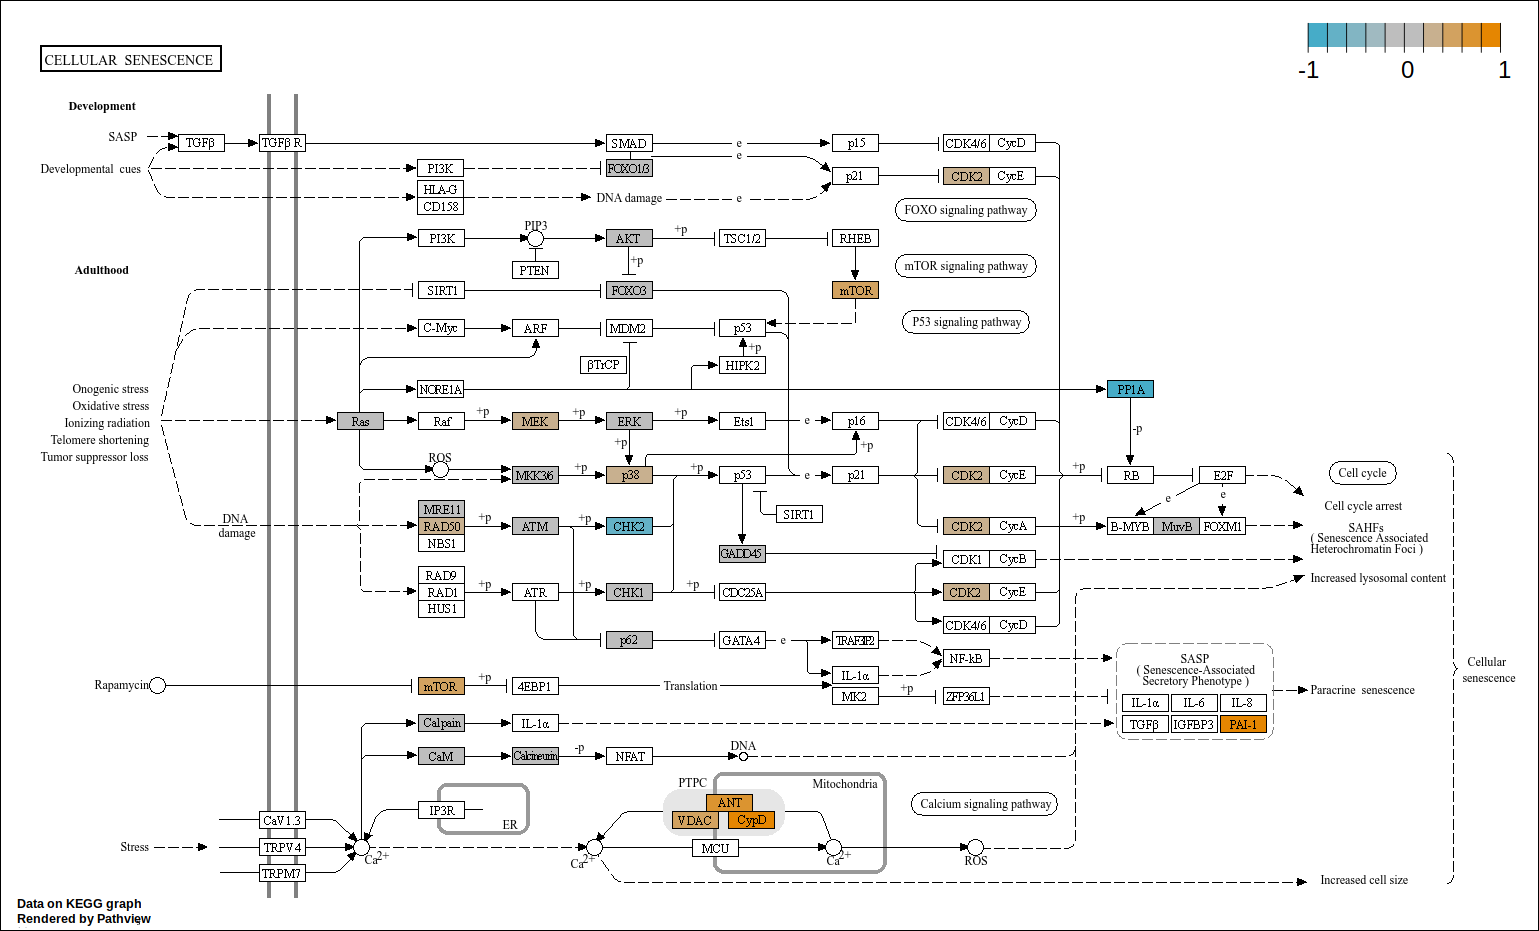 CELLULAR SENESCENCE
-1 0 1
Development
SASP
TGFβ
TGFβ R
SMAD
e
e
p15
CDK4/6 CycD
Developmental cues
PI3K
FOXO1/3
p21
CDK2 CycE
HLA-G
CD158
DNA damage
e
FOXO signaling pathway
PIP3
PI3K
AKT
+p
TSC1/2
RHEB
+p
PTEN
mTOR signaling pathway
Adulthood
SIRT1
FOXO3
mTOR
C-Myc
ARF
MDM2
p53
P53 signaling pathway
+p
βTrCP
HIPK2
Onogenic stress
Oxidative stress
Ionizing radiation
Telomere shortening
Tumor suppressor loss
NORE1A
PP1A
Ras
Raf
+p
MEK
+p
ERK
+p
Ets1
e
p16
CDK4/6 CycD
-p
+p
+p
ROS
MKK3/6
+p
p38
+p
p53
e
p21
CDK2 CycE
+p
RB
E2F
Cell cycle
e
e
Cell cycle arrest
MRE11
RAD50
NBS1
DNA
damage
+p
ATM
+p
CHK2
SIRT1
CDK2 CycA
+p
B-MYB MuvB FOXM1
SAHFs
( Senescence Associated
Heterochromatin Foci )
GADD45
CDK1 CycB
RAD9
RAD1
HUS1
+p
ATR
+p
CHK1
+p
CDC25A
CDK2 CycE
Increased lysosomal content
CDK4/6 CycD
p62
GATA4
e
TRAF3IP2
NF-kB
IL-1α
SASP
( Senescence-Associated
Secretory Phenotype )
Cellular
senescence
Rapamycin
mTOR
+p
4EBP1
Translation
MK2
+p
ZFP36L1
Paracrine senescence
IL-1α IL-6 IL-8
TGFβ IGFBP3 PAI-1
Calpain
IL-1α
CaM
Calcineurin
-p
NFAT
DNA
PTPC
Mitochondria
ANT
VDAC
CypD
Calcium signaling pathway
IP3R
ER
CaV1.3
Stress
TRPV4
TRPM7
Ca2+
Ca2+
MCU
Ca2+
ROS
Increased cell size
Data on KEGG graph
Rendered by Pathview